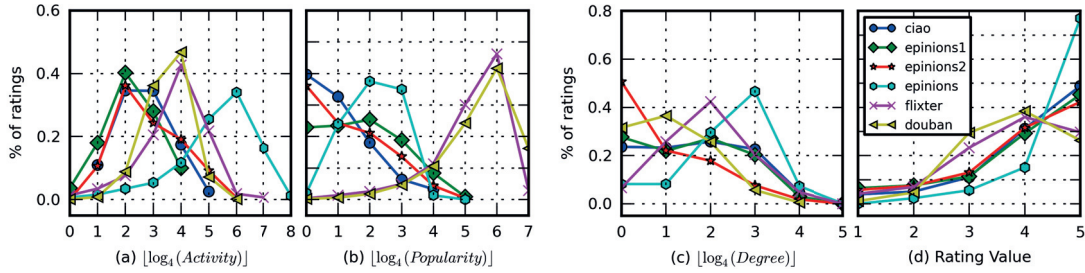 0.6
0.4
0.2
0.0
% of ratings
0 1 2 3 4 5 6 7 8
(a) ⌊log₄(Activity)⌋
0 1 2 3 4 5 6 7
(b) ⌊log₄(Popularity)⌋
0.8
0.6
0.4
0.2
0.0
% of ratings
0 1 2 3 4 5
(c) ⌊log₄(Degree)⌋
ciao
epinions1
epinions2
epinions
flixter
douban
1 2 3 4 5
(d) Rating Value